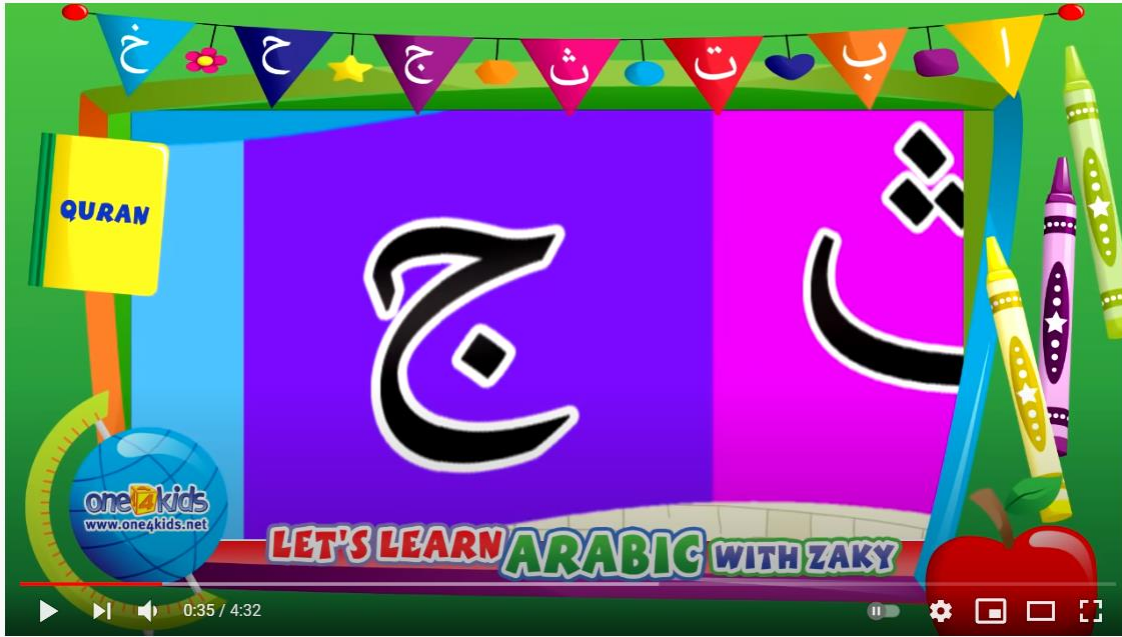 ا ب ت ث ج ح خ
QURAN
ث
ج
one4kids
www.one4kids.net
LET'S LEARN ARABIC WITH ZAKY
0:35 / 4:32